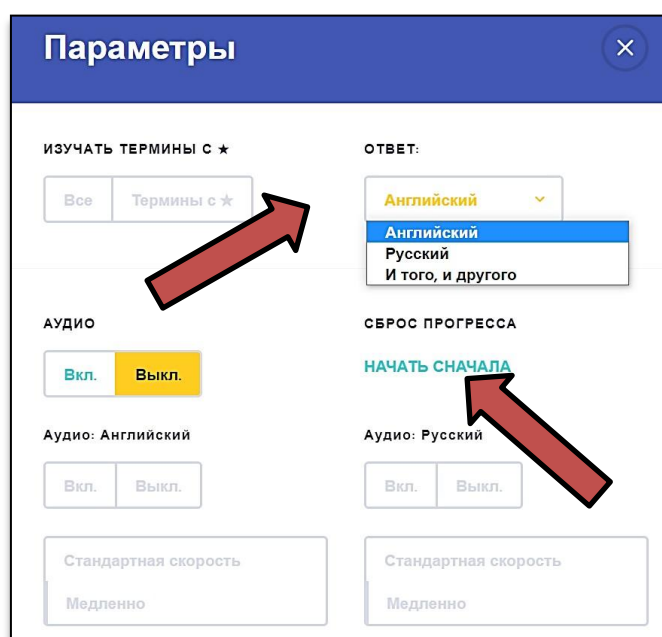 Параметры
ИЗУЧАТЬ ТЕРМИНЫ С ★
Все Термины с ★
ОТВЕТ:
Английский
Английский
Русский
И того, и другого
АУДИО
Вкл. Выкл.
СБРОС ПРОГРЕССА
НАЧАТЬ СНАЧАЛА
Аудио: Английский
Вкл. Выкл.
Стандартная скорость
Медленно
Аудио: Русский
Вкл. Выкл.
Стандартная скорость
Медленно